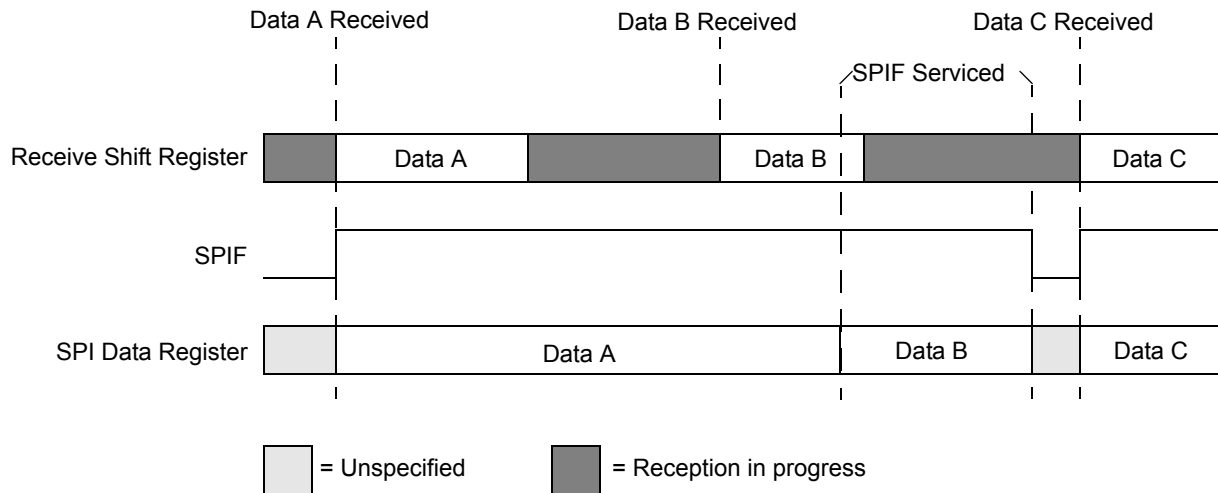 Data A Received
Data B Received
Data C Received
SPIF Serviced
Receive Shift Register
Data A
Data B
Data C
SPIF
SPI Data Register
Data A
Data B
Data C
= Unspecified
= Reception in progress